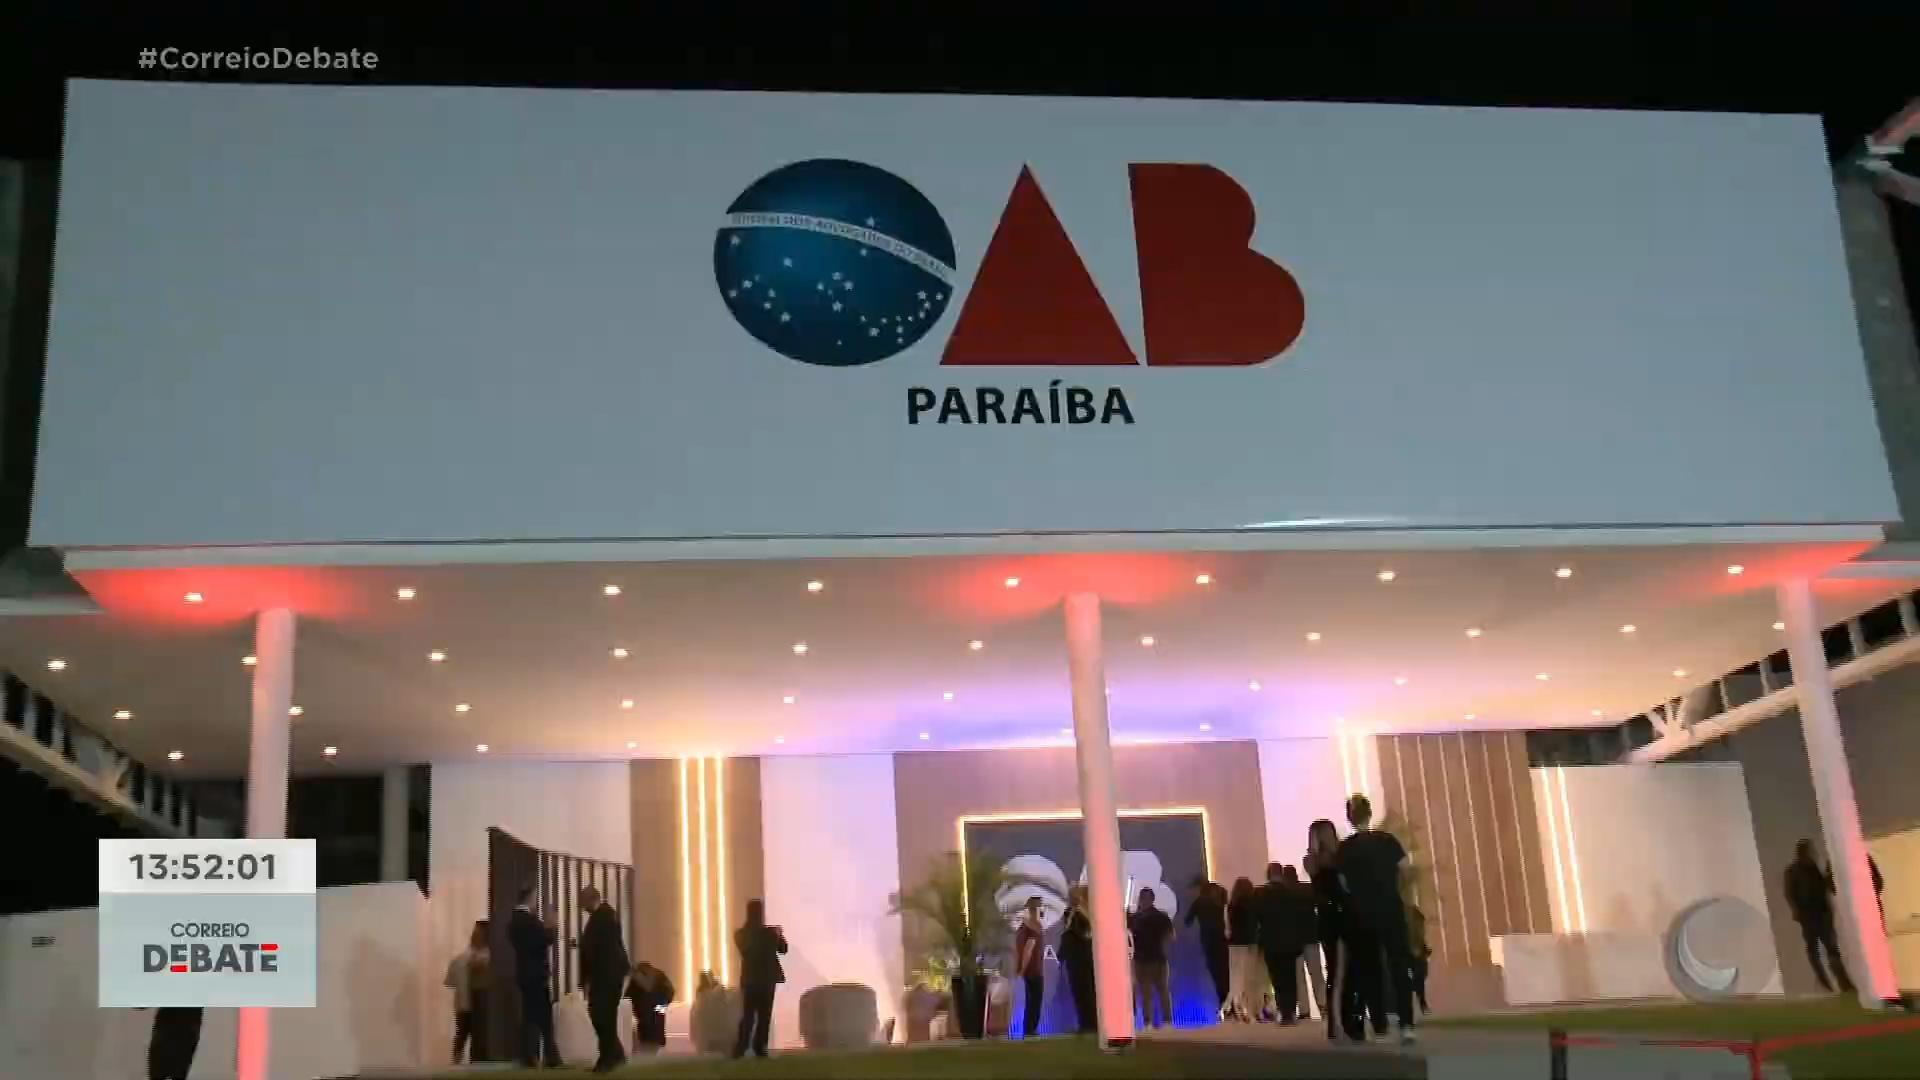 #CorreioDebate
OAB
PARAÍBA
13:52:01
CORREIO
DEBATE